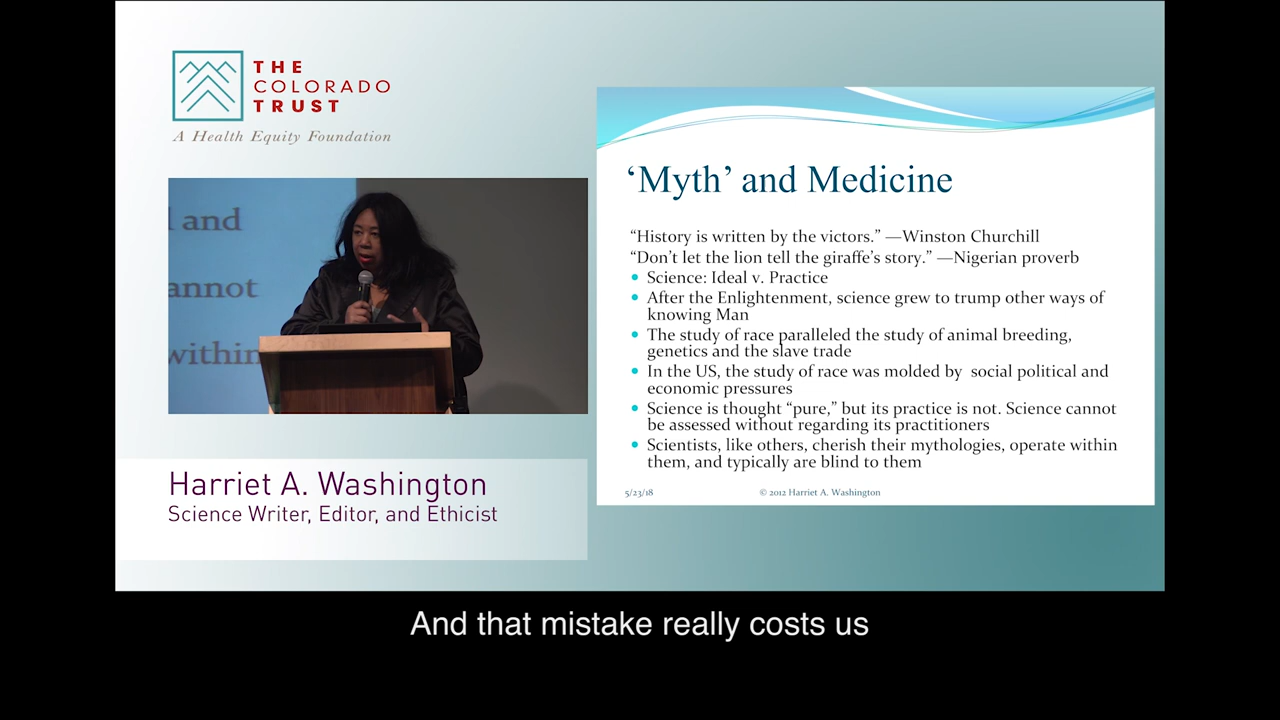 THE
COLORADO
TRUST
A Health Equity Foundation
and
annot
within
Harriet A. Washington
Science Writer, Editor, and Ethicist
‘Myth’ and Medicine
“History is written by the victors.” —Winston Churchill
“Don’t let the lion tell the giraffe’s story.” —Nigerian proverb
• Science: Ideal v. Practice
• After the Enlightenment, science grew to trump other ways of
knowing Man
• The study of race paralleled the study of animal breeding,
genetics and the slave trade
• In the US, the study of race was molded by  social political and
economic pressures
• Science is thought “pure,” but its practice is not. Science cannot
be assessed without regarding its practitioners
• Scientists, like others, cherish their mythologies, operate within
them, and typically are blind to them
5/23/18
© 2012 Harriet A. Washington
And that mistake really costs us